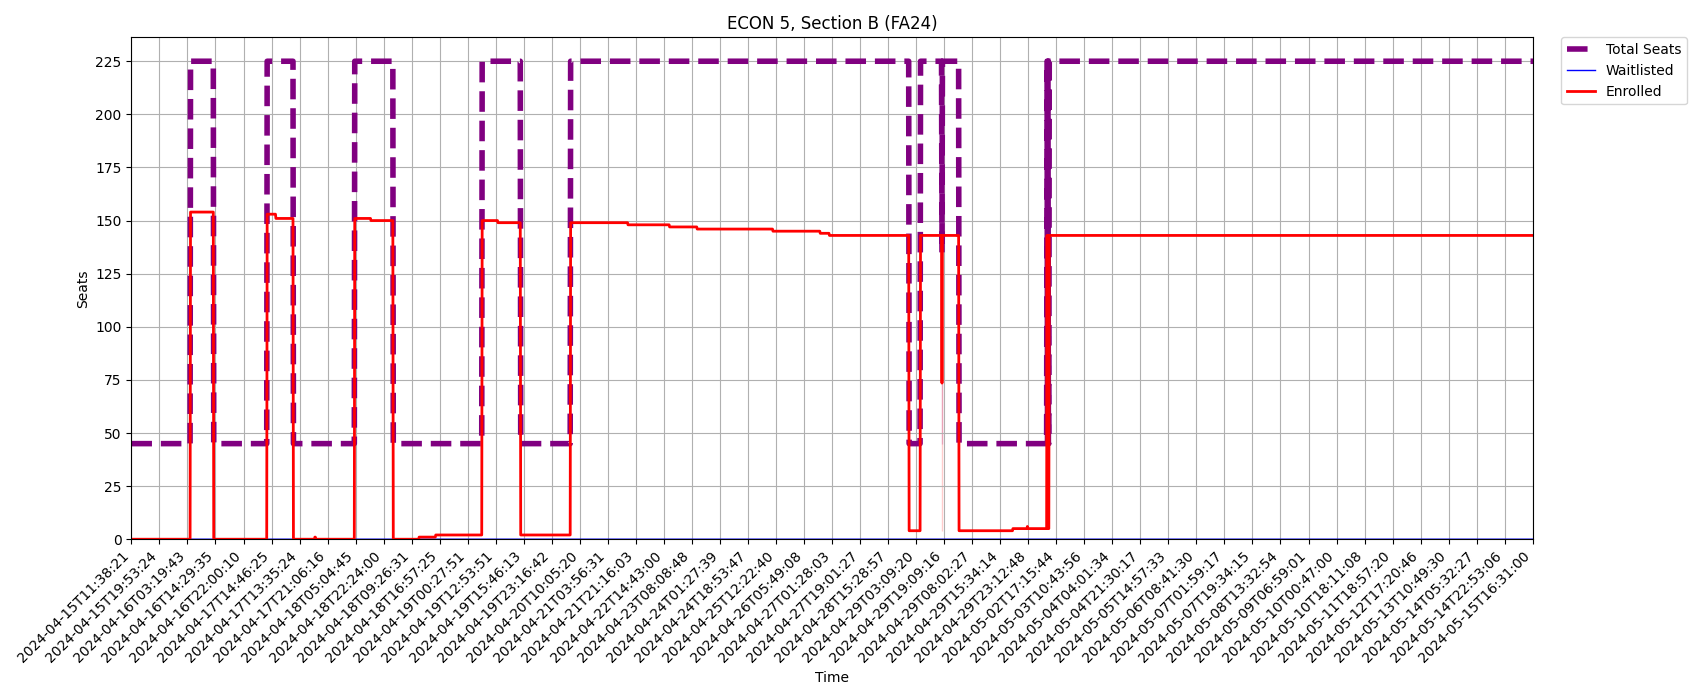 ECON 5, Section B (FA24)
Total Seats
Waitlisted
Enrolled
225
200
175
150
125
100
75
50
25
0
Seats
2024-04-15T11:38:21
2024-04-15T19:53:24
2024-04-16T03:19:43
2024-04-16T14:29:35
2024-04-16T22:00:10
2024-04-17T14:46:25
2024-04-17T13:35:24
2024-04-17T21:06:16
2024-04-18T05:04:45
2024-04-18T22:24:00
2024-04-18T09:26:31
2024-04-18T16:57:25
2024-04-19T00:27:51
2024-04-19T12:53:51
2024-04-19T15:46:13
2024-04-19T23:16:42
2024-04-20T10:05:20
2024-04-21T03:56:31
2024-04-21T21:16:03
2024-04-22T14:43:00
2024-04-23T08:08:48
2024-04-24T01:27:39
2024-04-24T18:53:47
2024-04-25T12:22:40
2024-04-26T05:49:08
2024-04-27T01:28:03
2024-04-27T19:01:27
2024-04-28T15:28:57
2024-04-29T03:09:20
2024-04-29T19:09:16
2024-04-29T08:02:27
2024-04-29T15:34:14
2024-04-29T23:12:48
2024-05-02T17:15:44
2024-05-03T10:43:56
2024-05-04T04:01:34
2024-05-04T21:30:17
2024-05-05T14:57:33
2024-05-06T08:41:30
2024-05-07T01:59:17
2024-05-07T19:34:15
2024-05-08T13:32:54
2024-05-09T06:59:01
2024-05-10T00:47:00
2024-05-10T18:11:08
2024-05-11T18:57:20
2024-05-12T17:20:46
2024-05-13T10:49:30
2024-05-14T05:32:27
2024-05-14T22:53:06
2024-05-15T16:31:00
Time